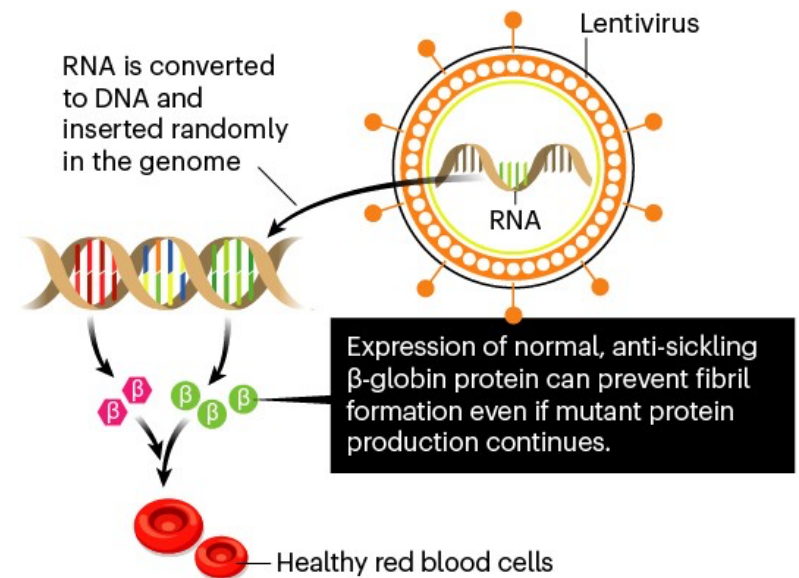 Lentivirus
RNA is converted
to DNA and
inserted randomly
in the genome
RNA
Expression of normal, anti-sickling
β-globin protein can prevent fibril
formation even if mutant protein
production continues.
β
β
β
β
β
Healthy red blood cells